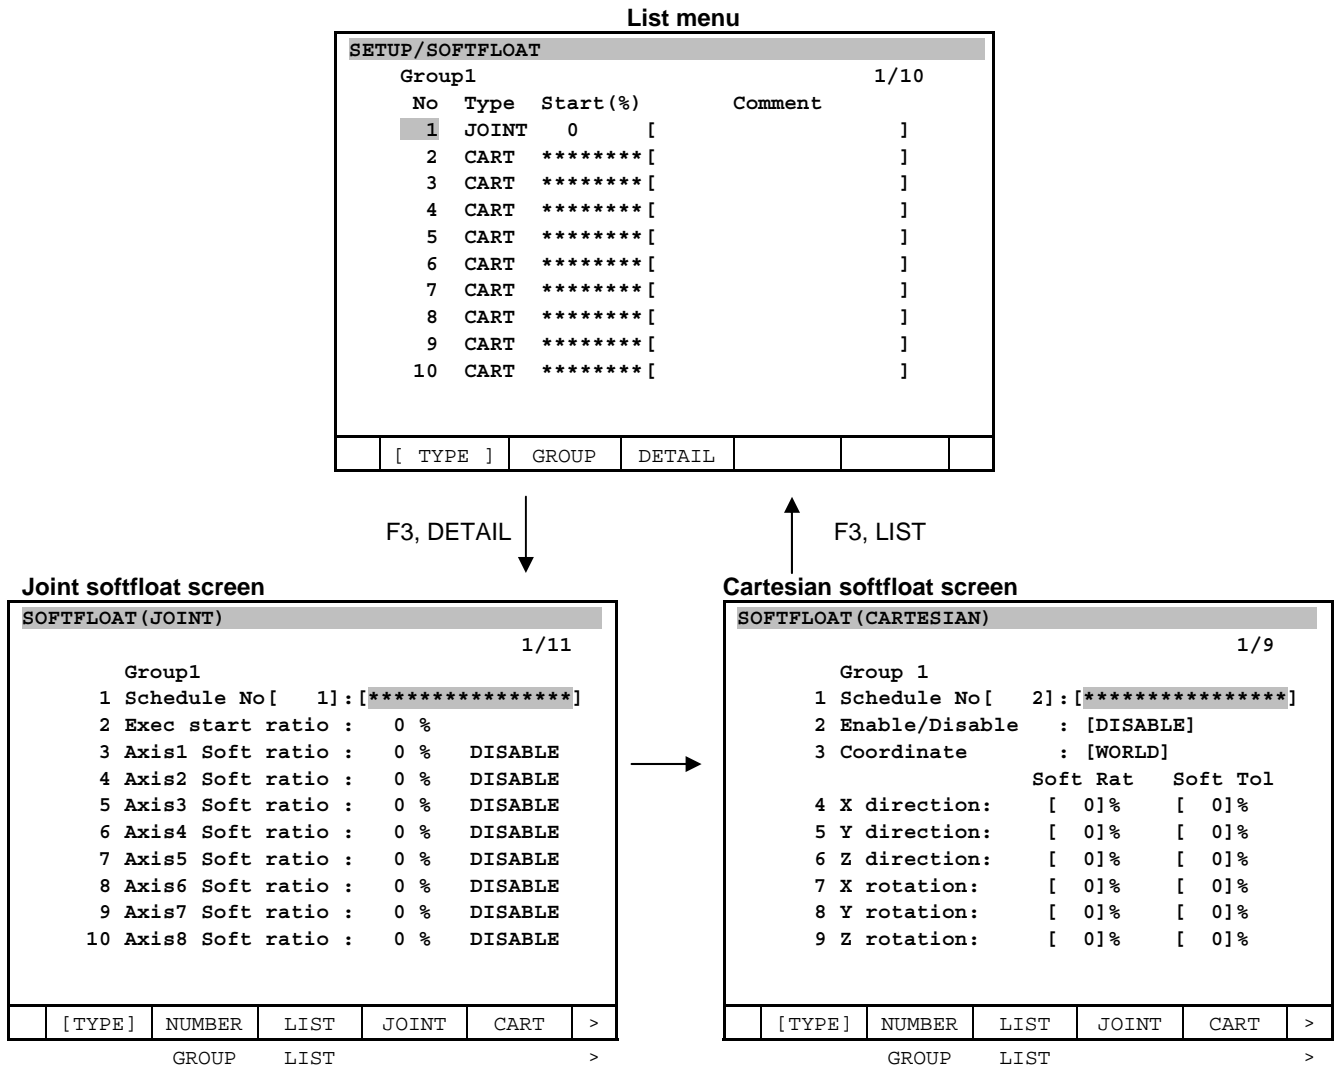 List menu
SETUP/SOFTFLOAT
Group1 1/10
No Type Start(%) Comment
1 JOINT 0 [ ]
2 CART ********[ ]
3 CART ********[ ]
4 CART ********[ ]
5 CART ********[ ]
6 CART ********[ ]
7 CART ********[ ]
8 CART ********[ ]
9 CART ********[ ]
10 CART ********[ ]
[ TYPE ] GROUP DETAIL
F3, DETAIL
F3, LIST
Joint softfloat screen
SOFTFLOAT(JOINT)
1/11
Group1
1 Schedule No[ 1]:[****************]
2 Exec start ratio : 0 %
3 Axis1 Soft ratio : 0 % DISABLE
4 Axis2 Soft ratio : 0 % DISABLE
5 Axis3 Soft ratio : 0 % DISABLE
6 Axis4 Soft ratio : 0 % DISABLE
7 Axis5 Soft ratio : 0 % DISABLE
8 Axis6 Soft ratio : 0 % DISABLE
9 Axis7 Soft ratio : 0 % DISABLE
10 Axis8 Soft ratio : 0 % DISABLE
[TYPE] NUMBER LIST JOINT CART >
GROUP LIST >
Cartesian softfloat screen
SOFTFLOAT(CARTESIAN)
1/9
Group 1
1 Schedule No[ 2]:[****************]
2 Enable/Disable : [DISABLE]
3 Coordinate : [WORLD]
Soft Rat Soft Tol
4 X direction: [ 0]% [ 0]%
5 Y direction: [ 0]% [ 0]%
6 Z direction: [ 0]% [ 0]%
7 X rotation: [ 0]% [ 0]%
8 Y rotation: [ 0]% [ 0]%
9 Z rotation: [ 0]% [ 0]%
[TYPE] NUMBER LIST JOINT CART >
GROUP LIST >